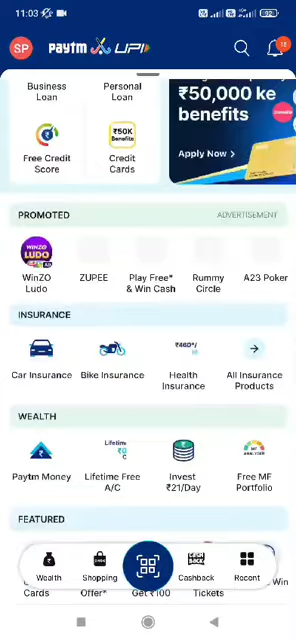 11:03
SP paytm UPI
Business Loan
Personal Loan
₹50,000 ke
benefits
Apply Now >
Free Credit Score
₹50K Benefits
Credit Cards
PROMOTED
ADVERTISEMENT
WINZO LUDO
WinZO Ludo
ZUPEE
Play Free* & Win Cash
Rummy Circle
A23 Poker
INSURANCE
Car Insurance
Bike Insurance
Health Insurance
All Insurance Products
WEALTH
Paytm Money
Lifetime Free A/C
Invest ₹21/Day
Free MF Portfolio
FEATURED
Wealth
Shopping
CASH BACK
Cashback
Recent
Cards
Offer*
Get ₹100
Tickets
Win